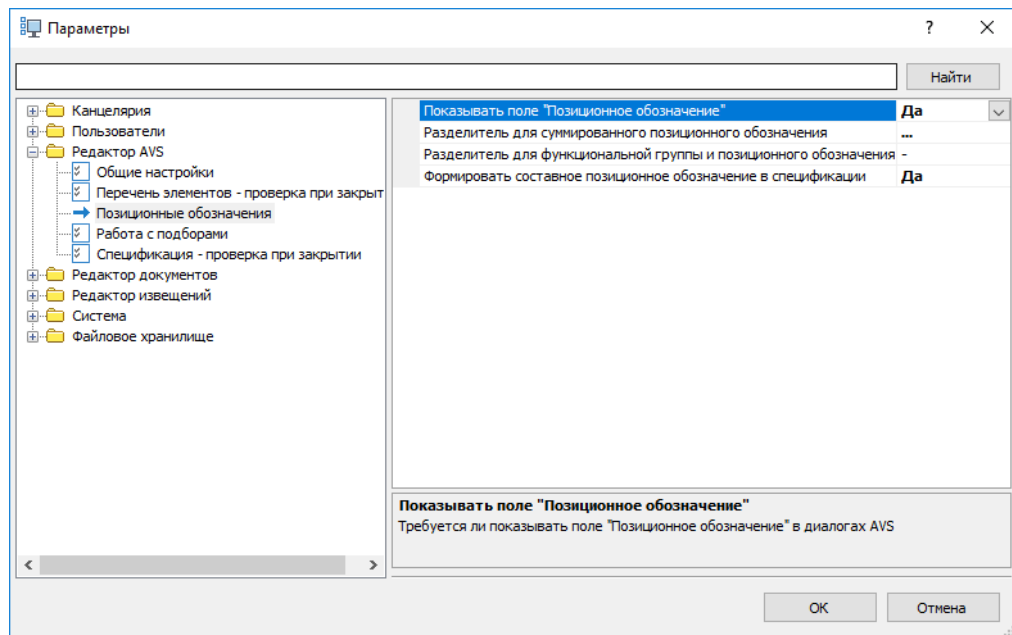 Параметры
?
Найти
Канцелярия
Пользователи
Редактор AVS
Общие настройки
Перечень элементов - проверка при закрыт
Позиционные обозначения
Работа с подборами
Спецификация - проверка при закрытии
Редактор документов
Редактор извещений
Система
Файловое хранилище
Показывать поле "Позиционное обозначение" Да
Разделитель для суммированного позиционного обозначения ...
Разделитель для функциональной группы и позиционного обозначения -
Формировать составное позиционное обозначение в спецификации Да
Показывать поле "Позиционное обозначение"
Требуется ли показывать поле "Позиционное обозначение" в диалогах AVS
OK Отмена